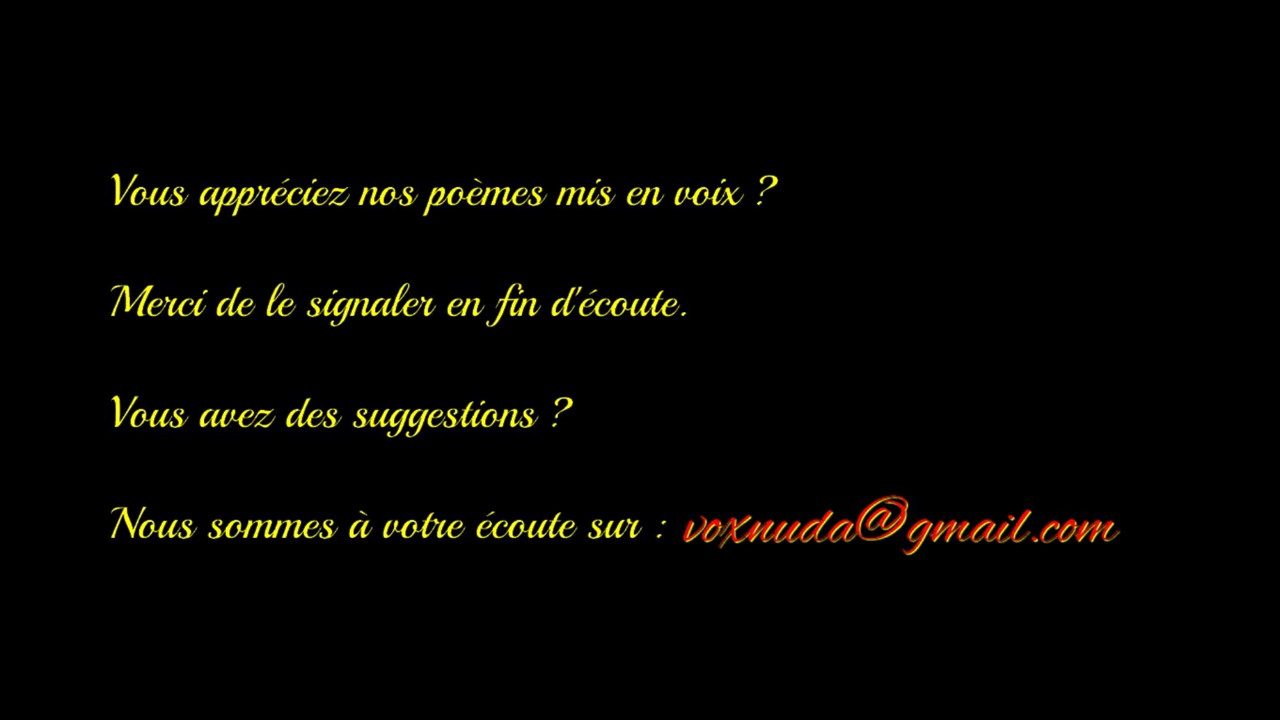 Vous appréciez nos poèmes mis en voix ?
Merci de le signaler en fin d'écoute.
Vous avez des suggestions ?
Nous sommes à votre écoute sur : voxnuda@gmail.com